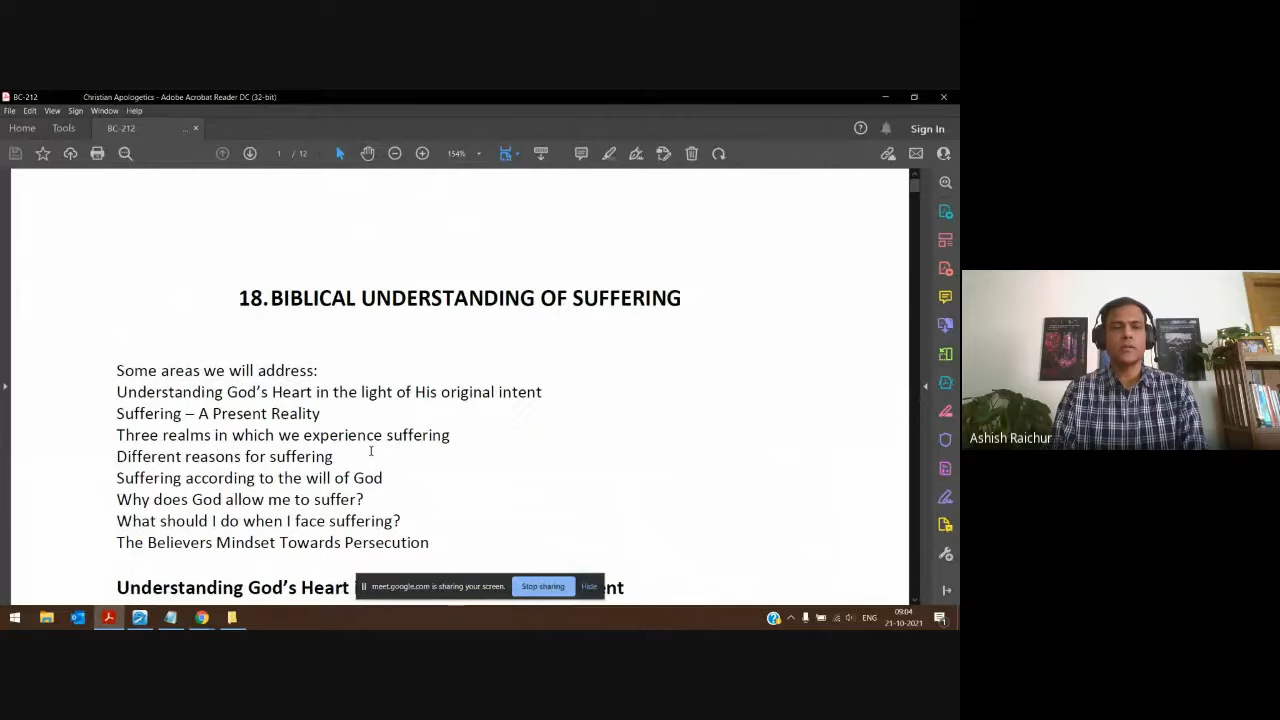 BC-212 Christian Apologetics - Adobe Acrobat Reader DC (32-bit)
File Edit View Sign Window Help
Home Tools BC-212 ... ×
Sign In
1 / 12 154%
18. BIBLICAL UNDERSTANDING OF SUFFERING
Some areas we will address:
Understanding God's Heart in the light of His original intent
Suffering – A Present Reality
Three realms in which we experience suffering
Different reasons for suffering
Suffering according to the will of God
Why does God allow me to suffer?
What should I do when I face suffering?
The Believers Mindset Towards Persecution
Understanding God's Heart
meet.google.com is sharing your screen. Stop sharing Hide
Ashish Raichur
ENG
09:04
21-10-2021